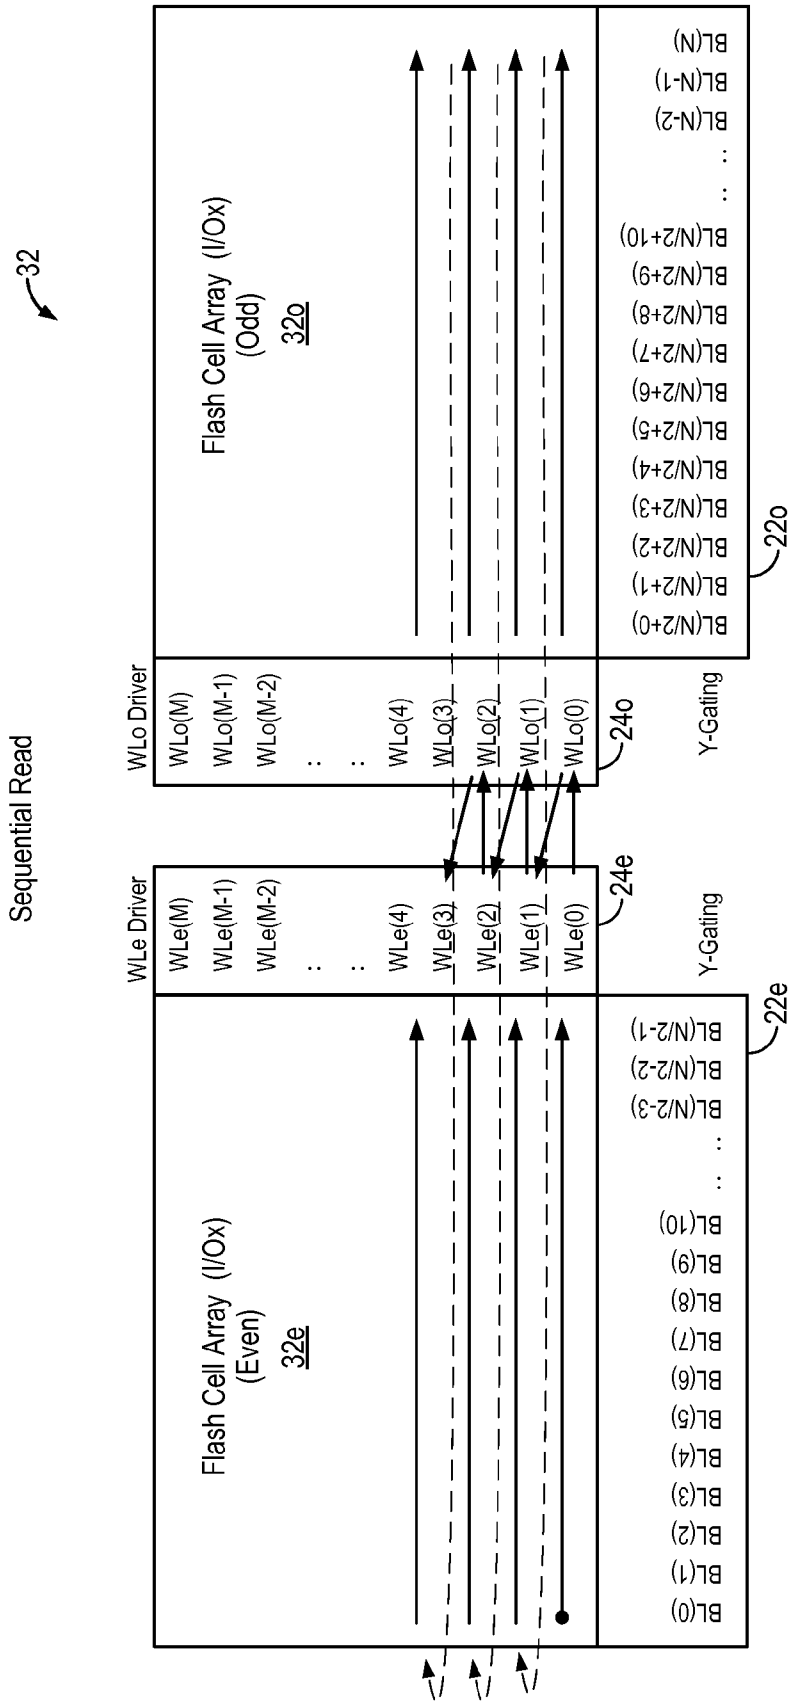 Sequential Read
32
Flash Cell Array (I/Ox)
(Even)
32e
WLe Driver
WLe(M)
WLe(M-1)
WLe(M-2)
: :
WLe(4)
WLe(3)
WLe(2)
WLe(1)
WLe(0)
24e
WLo Driver
WLo(M)
WLo(M-1)
WLo(M-2)
: :
WLo(4)
WLo(3)
WLo(2)
WLo(1)
WLo(0)
24o
Flash Cell Array (I/Ox)
(Odd)
32o
BL(0)
BL(1)
BL(2)
BL(3)
BL(4)
BL(5)
BL(6)
BL(7)
BL(8)
BL(9)
BL(10)
: :
BL(N/2-3)
BL(N/2-2)
BL(N/2-1)
22e
Y-Gating
Y-Gating
BL(N/2+0)
BL(N/2+1)
BL(N/2+2)
BL(N/2+3)
BL(N/2+4)
BL(N/2+5)
BL(N/2+6)
BL(N/2+7)
BL(N/2+8)
BL(N/2+9)
BL(N/2+10)
: :
BL(N-2)
BL(N-1)
BL(N)
22o